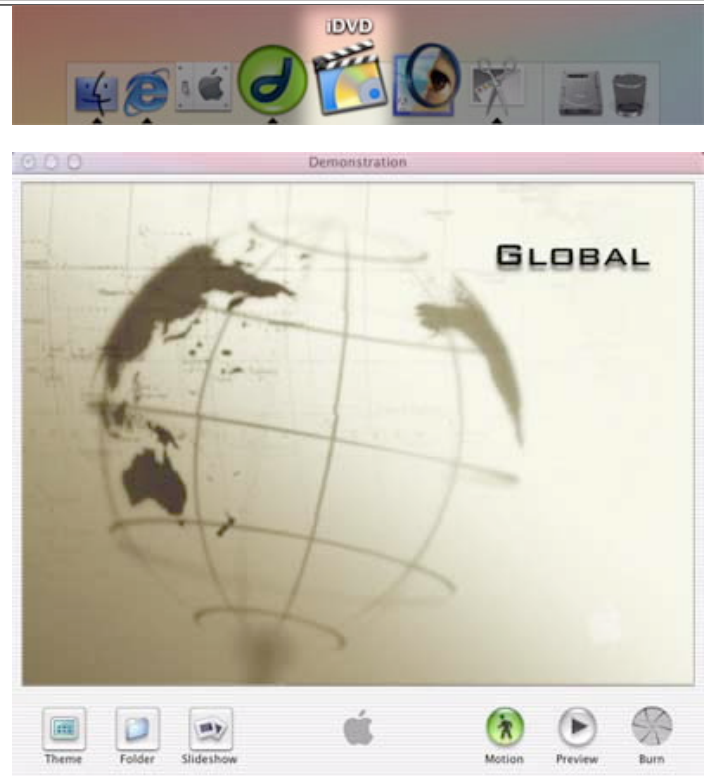 iDVD
Demonstration
GLOBAL
Theme
Folder
Slideshow
Motion
Preview
Burn